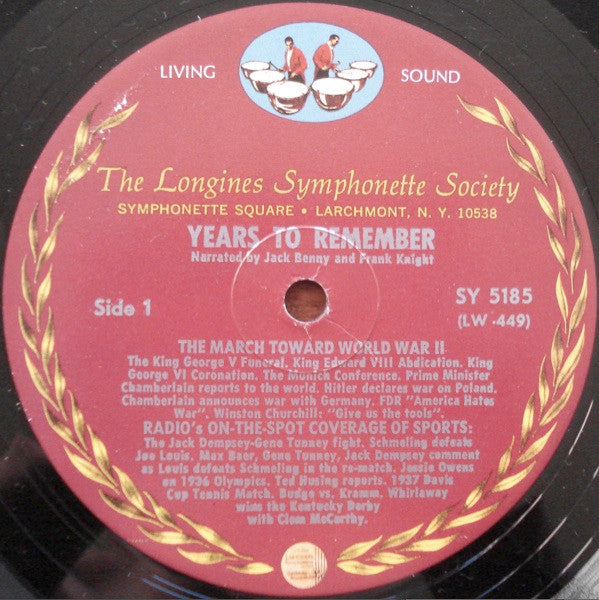 LIVING SOUND
The Longines Symphonette Society
SYMPHONETTE SQUARE • LARCHMONT, N. Y. 10538
YEARS TO REMEMBER
Narrated by Jack Benny and Frank Knight
Side 1
SY 5185
(LW-449)
THE MARCH TOWARD WORLD WAR II
The King George V Funeral. King Edward VIII Abdication. King
George VI Coronation. The Munich Conference. Prime Minister
Chamberlain reports to the world. Hitler declares war on Poland.
Chamberlain announces war with Germany. FDR "America Hates
War". Winston Churchill: "Give us the tools".
RADIO's ON-THE-SPOT COVERAGE OF SPORTS:
The Jack Dempsey-Gene Tunney fight. Schmeling defeats
Joe Louis. Max Baer, Gene Tunney, Jack Dempsey comment
as Louis defeats Schmeling in the re-match. Jessie Owens
on 1936 Olympics. Ted Husing reports. 1937 Davis
Cup Tennis Match. Budge vs. Kramm. Whirlaway
wins the Kentucky Derby
with Clem McCarthy.